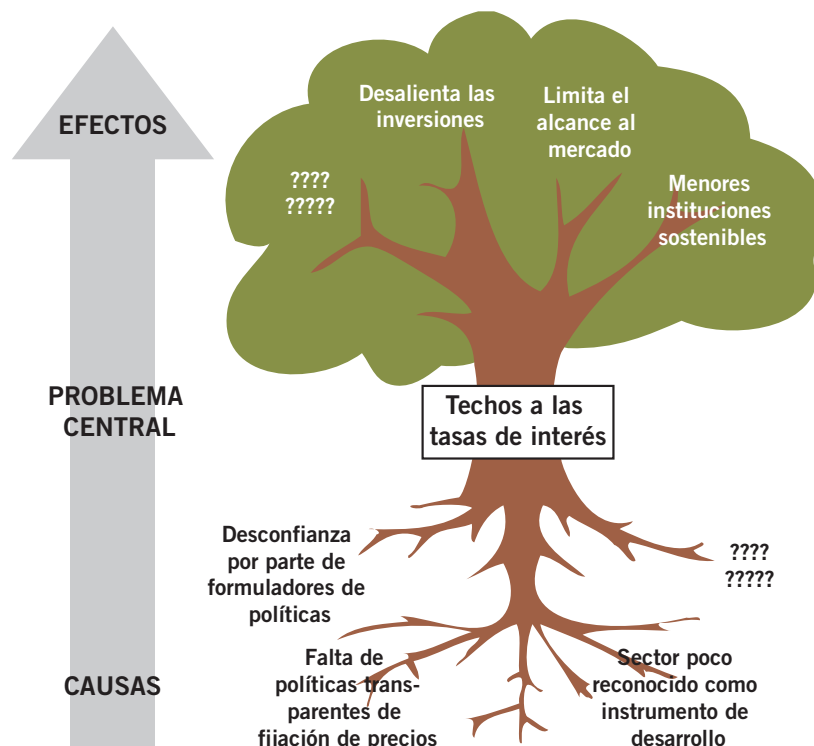 EFECTOS
Desalienta las
inversiones
Limita el
alcance al
mercado
????
?????
Menores
instituciones
sostenibles
PROBLEMA
CENTRAL
Techos a las
tasas de interés
Desconfianza
por parte de
formuladores de
políticas
????
?????
CAUSAS
Falta de
políticas trans-
parentes de
fijación de precios
Sector poco
reconocido como
instrumento de
desarrollo